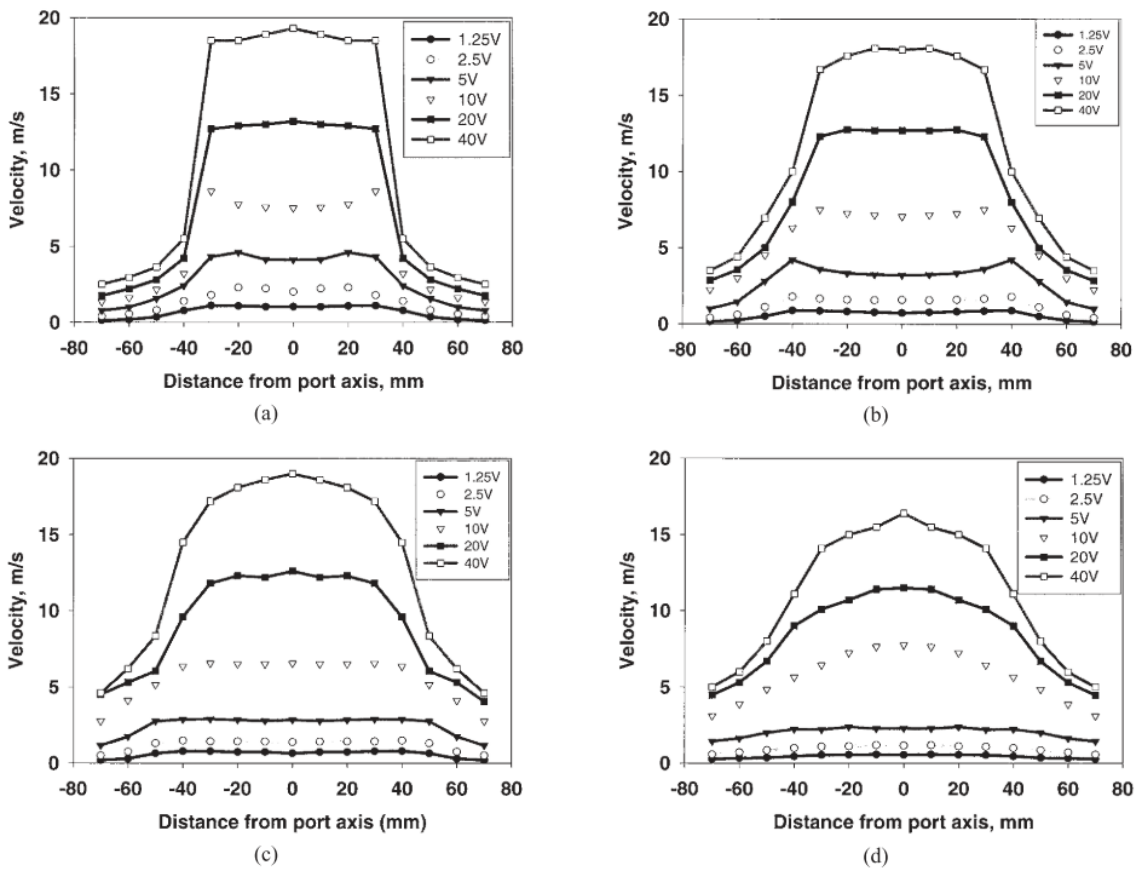 20
15
10
5
0
Velocity, m/s
1.25V
2.5V
5V
10V
20V
40V
-80 -60 -40 -20 0 20 40 60 80
Distance from port axis, mm
(a)
20
15
10
5
0
Velocity, m/s
1.25V
2.5V
5V
10V
20V
40V
-80 -60 -40 -20 0 20 40 60 80
Distance from port axis, mm
(b)
20
15
10
5
0
Velocity, m/s
1.25V
2.5V
5V
10V
20V
40V
-80 -60 -40 -20 0 20 40 60 80
Distance from port axis (mm)
(c)
20
15
10
5
0
Velocity, m/s
1.25V
2.5V
5V
10V
20V
40V
-80 -60 -40 -20 0 20 40 60 80
Distance from port axis, mm
(d)